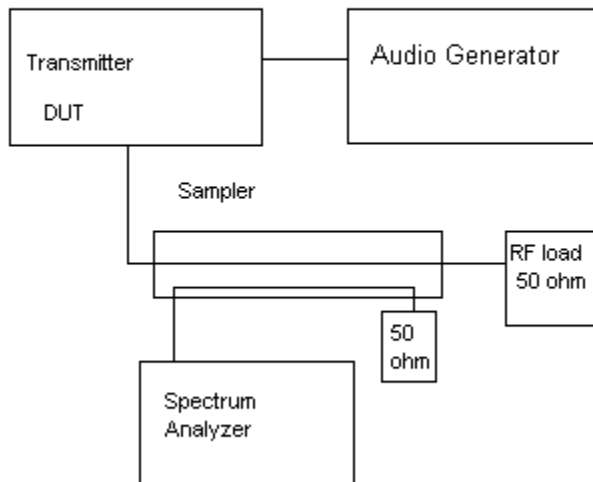 Transmitter
DUT
Audio Generator
Sampler
RF load
50 ohm
50
ohm
Spectrum
Analyzer